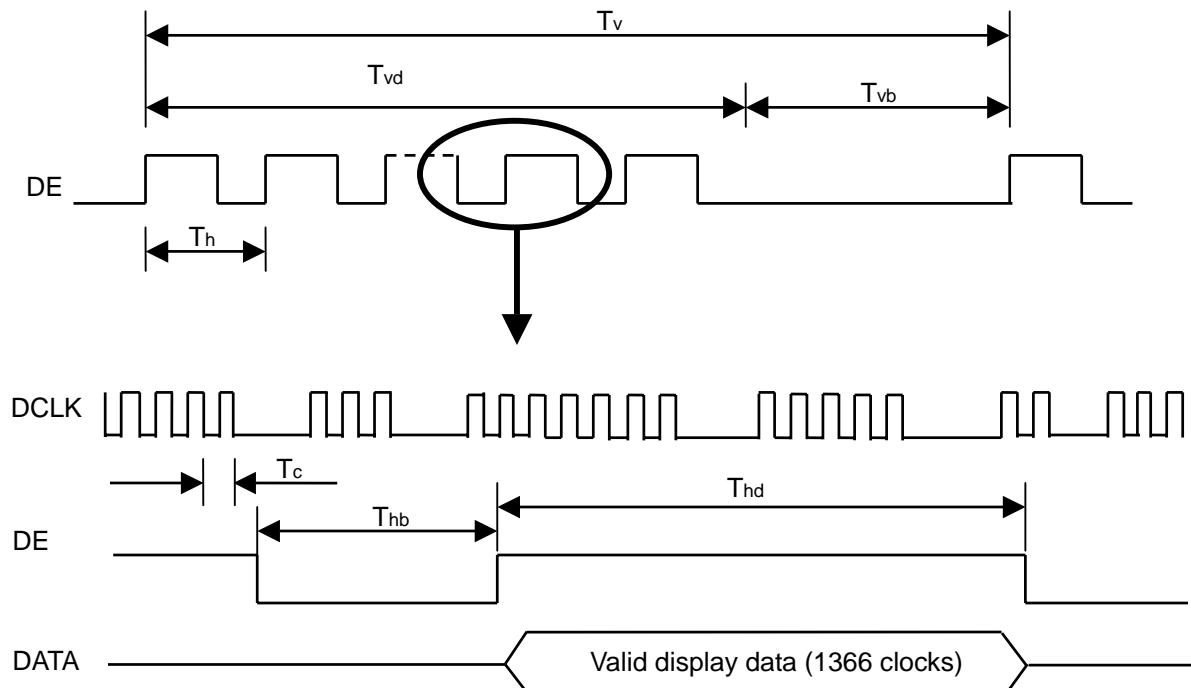 Tv
Tvd
Tvb
DE
Th
DCLK
Tc
Thd
Thb
DE
DATA
Valid display data (1366 clocks)